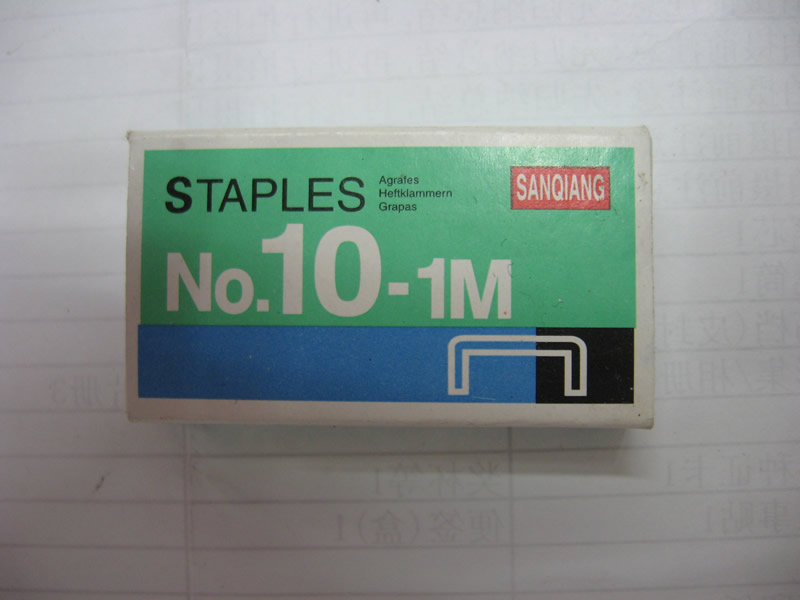 STAPLES
Agrafes
Heftklammern
Grapas
SANQIANG
No.10-1M